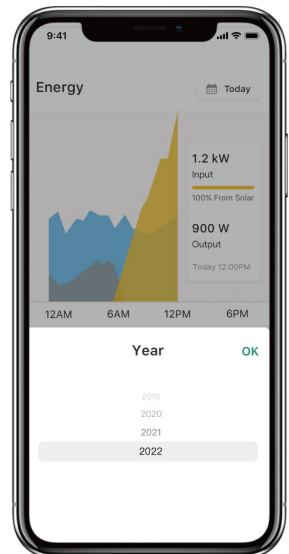 9:41
Energy
Today
1.2 kW
Input
100% From Solar
900 W
Output
Today 12:00PM
12AM 6AM 12PM 6PM
Year OK
2019
2020
2021
2022